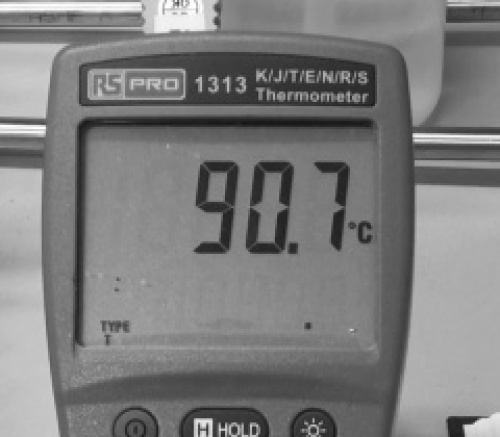 RS PRO 1313 K/J/T/E/N/R/S
Thermometer
90.7 °C
TYPE
T
H HOLD